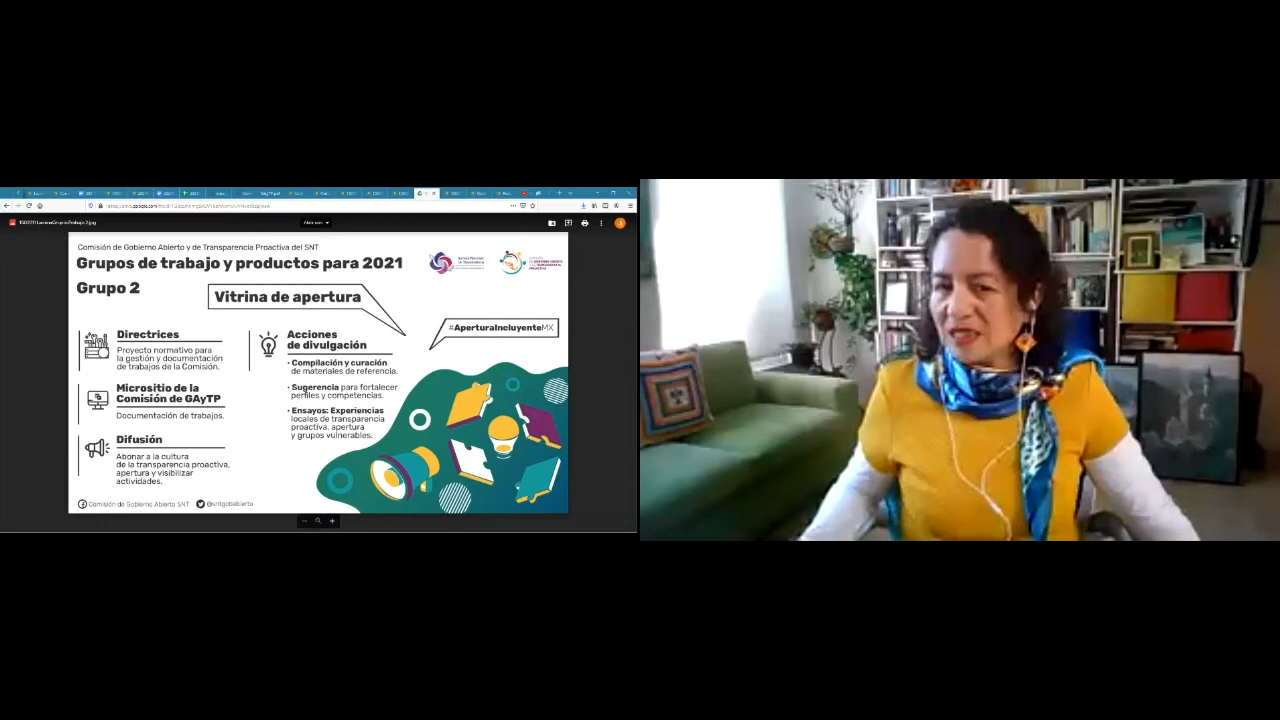 Abrir con
Comisión de Gobierno Abierto y de Transparencia Proactiva del SNT
Grupos de trabajo y productos para 2021
Grupo 2
Vitrina de apertura
#AperturaIncluyenteMX
Directrices
Proyecto normativo para
la gestión y documentación
de trabajos de la Comisión.
Micrositio de la
Comisión de GAyTP
Documentación de trabajos.
Difusión
Abonar a la cultura
de la transparencia proactiva,
apertura y visibilizar
actividades.
Acciones
de divulgación
· Compilación y curación
de materiales de referencia.
· Sugerencia para fortalecer
perfiles y competencias.
· Ensayos: Experiencias
locales de transparencia
proactiva, apertura
y grupos vulnerables.
Comisión de Gobierno Abierto SNT
@sntgobabierto